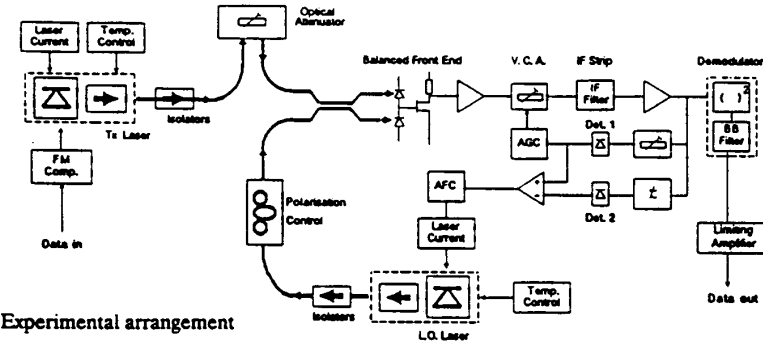 Optical
Attenuator
Laser
Current
Temp.
Control
Balanced Front End
V. C. A.
IF Strip
Demodulator
IF
Filter
( )²
Isolators
Tx Laser
Det. 1
BB
Filter
AGC
FM
Comp.
AFC
+
-
t
Polarisation
Control
Laser
Current
Det. 2
Limiting
Amplifier
Data in
Temp.
Control
Data out
Isolators
L.O. Laser
Experimental arrangement